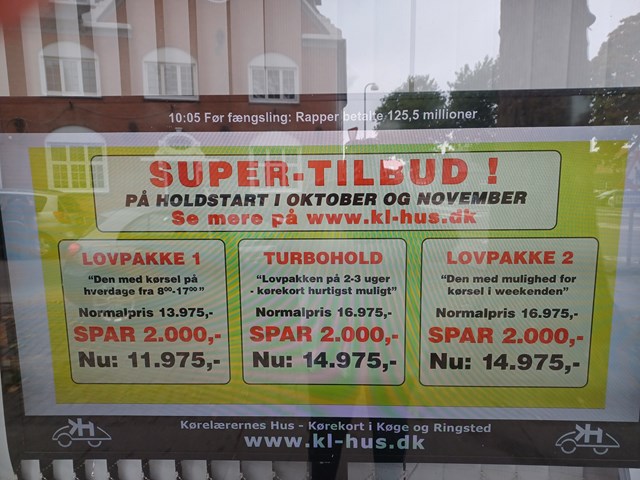 10:05 Før fængsling: Rapper betalte 125,5 millioner
SUPER-TILBUD !
PÅ HOLDSTART I OKTOBER OG NOVEMBER
Se mere på www.kl-hus.dk
LOVPAKKE 1
"Den med kørsel på
hverdage fra 8⁰⁰-17⁰⁰"
Normalpris 13.975,-
SPAR 2.000,-
Nu: 11.975,-
TURBOHOLD
"Lovpakken på 2-3 uger
- kørekort hurtigst muligt"
Normalpris 16.975,-
SPAR 2.000,-
Nu: 14.975,-
LOVPAKKE 2
"Den med mulighed for
kørsel i weekenden"
Normalpris 16.975,-
SPAR 2.000,-
Nu: 14.975,-
KH
Kørelærernes Hus - Kørekort i Køge og Ringsted
www.kl-hus.dk
KH